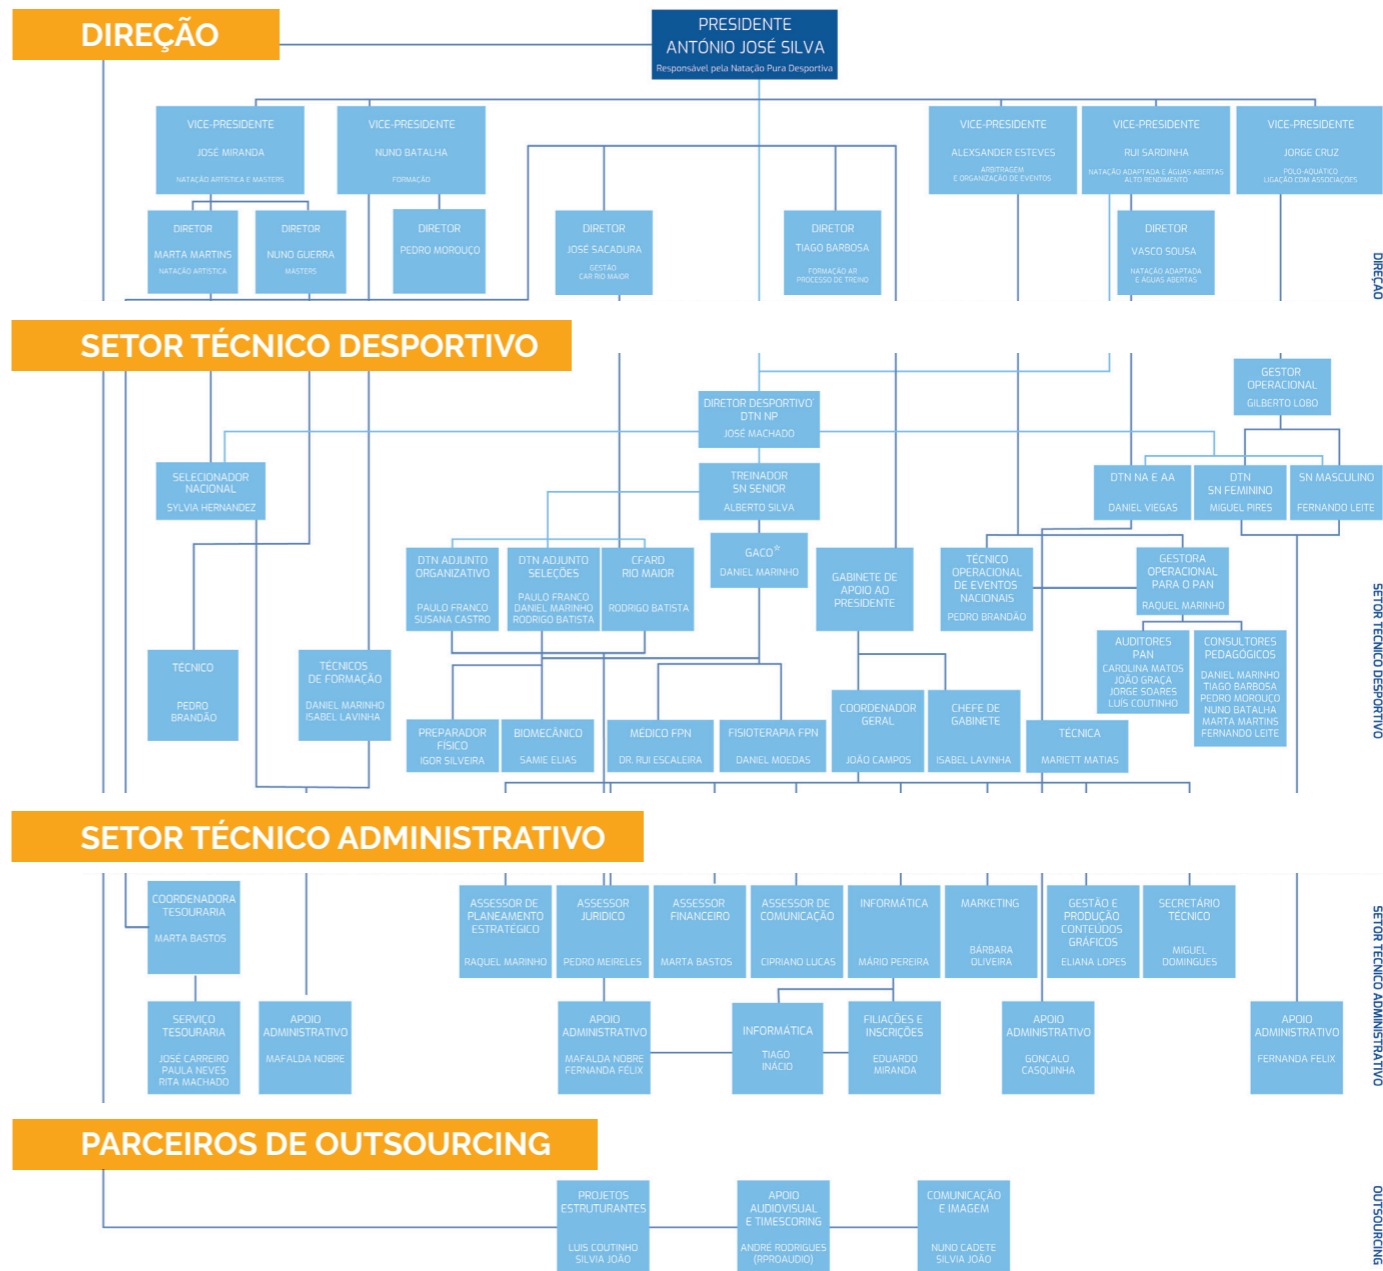 DIREÇÃO
PRESIDENTE
ANTÓNIO JOSÉ SILVA
Responsável pela Natação Pura Desportiva
VICE-PRESIDENTE
JOSÉ MIRANDA
NATAÇÃO ARTÍSTICA E MASTERS
VICE-PRESIDENTE
NUNO BATALHA
FORMAÇÃO
VICE-PRESIDENTE
ALEXSANDER ESTEVES
ARBITRAGEM
E ORGANIZAÇÃO DE EVENTOS
VICE-PRESIDENTE
RUI SARDINHA
NATAÇÃO ADAPTADA E ÁGUAS ABERTAS
ALTO RENDIMENTO
VICE-PRESIDENTE
JORGE CRUZ
POLO-AQUÁTICO
LIGAÇÃO COM ASSOCIAÇÕES
DIRETOR
MARTA MARTINS
NATAÇÃO ARTÍSTICA
DIRETOR
NUNO GUERRA
MASTERS
DIRETOR
PEDRO MOROUÇO
DIRETOR
JOSÉ SACADURA
GESTÃO
CAR RIO MAIOR
DIRETOR
TIAGO BARBOSA
FORMAÇÃO AR
PROCESSO DE TREINO
DIRETOR
VASCO SOUSA
NATAÇÃO ADAPTADA
E ÁGUAS ABERTAS
DIREÇAO
SETOR TÉCNICO DESPORTIVO
GESTOR
OPERACIONAL
GILBERTO LOBO
DIRETOR DESPORTIVO
DTN NP
JOSÉ MACHADO
SELECIONADOR
NACIONAL
SYLVIA HERNANDEZ
TREINADOR
SN SENIOR
ALBERTO SILVA
DTN NA E AA
DANIEL VIEGAS
DTN
SN FEMININO
MIGUEL PIRES
SN MASCULINO
FERNANDO LEITE
DTN ADJUNTO
ORGANIZATIVO
PAULO FRANCO
SUSANA CASTRO
DTN ADJUNTO
SELEÇÕES
PAULO FRANCO
DANIEL MARINHO
RODRIGO BATISTA
CFARD
RIO MAIOR
RODRIGO BATISTA
GACO*
DANIEL MARINHO
GABINETE DE
APOIO AO
PRESIDENTE
TÉCNICO
OPERACIONAL
DE EVENTOS
NACIONAIS
PEDRO BRANDÃO
GESTORA
OPERACIONAL
PARA O PAN
RAQUEL MARINHO
AUDITORES
PAN
CAROLINA MATOS
JOÃO GRAÇA
JORGE SOARES
LUÍS COUTINHO
CONSULTORES
PEDAGÓGICOS
DANIEL MARINHO
TIAGO BARBOSA
PEDRO MOROUÇO
NUNO BATALHA
MARTA MARTINS
FERNANDO LEITE
TÉCNICO
PEDRO
BRANDÃO
TÉCNICOS
DE FORMAÇÃO
DANIEL MARINHO
ISABEL LAVINHA
PREPARADOR
FÍSICO
IGOR SILVEIRA
BIOMECÂNICO
SAMIE ELIAS
MÉDICO FPN
DR. RUI ESCALEIRA
FISIOTERAPIA FPN
DANIEL MOEDAS
COORDENADOR
GERAL
JOÃO CAMPOS
CHEFE DE
GABINETE
ISABEL LAVINHA
TÉCNICA
MARIETT MATIAS
SETOR TECNICO DESPORTIVO
SETOR TÉCNICO ADMINISTRATIVO
COORDENADORA
TESOURARIA
MARTA BASTOS
ASSESSOR DE
PLANEAMENTO
ESTRATÉGICO
RAQUEL MARINHO
ASSESSOR
JURIDICO
PEDRO MEIRELES
ASSESSOR
FINANCEIRO
MARTA BASTOS
ASSESSOR DE
COMUNICAÇÃO
CIPRIANO LUCAS
INFORMÁTICA
MÁRIO PEREIRA
MARKETING
BÁRBARA
OLIVEIRA
GESTÃO E
PRODUÇÃO
CONTEÚDOS
GRÁFICOS
ELIANA LOPES
SECRETÁRIO
TÉCNICO
MIGUEL
DOMINGUES
SERVIÇO
TESOURARIA
JOSÉ CARREIRO
PAULA NEVES
RITA MACHADO
APOIO
ADMINISTRATIVO
MAFALDA NOBRE
APOIO
ADMINISTRATIVO
MAFALDA NOBRE
FERNANDA FÉLIX
INFORMÁTICA
TIAGO
INÁCIO
FILIAÇÕES E
INSCRIÇÕES
EDUARDO
MIRANDA
APOIO
ADMINISTRATIVO
GONÇALO
CASQUINHA
APOIO
ADMINISTRATIVO
FERNANDA FELIX
SETOR TECNICO ADMINISTRATIVO
PARCEIROS DE OUTSOURCING
PROJETOS
ESTRUTURANTES
LUIS COUTINHO
SILVIA JOÃO
APOIO
AUDIOVISUAL
E TIMESCORING
ANDRÉ RODRIGUES
(RPROAUDIO)
COMUNICAÇÃO
E IMAGEM
NUNO CADETE
SILVIA JOÃO
OUTSOURCING